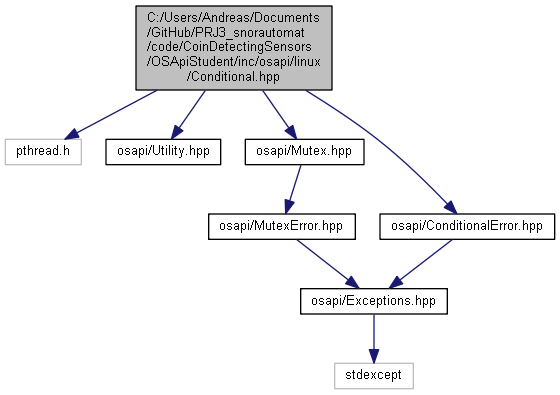 C:/Users/Andreas/Documents
/GitHub/PRJ3_snorautomat
/code/CoinDetectingSensors
/OSApiStudent/inc/osapi/linux
/Conditional.hpp
pthread.h
osapi/Utility.hpp
osapi/Mutex.hpp
osapi/MutexError.hpp
osapi/ConditionalError.hpp
osapi/Exceptions.hpp
stdexcept